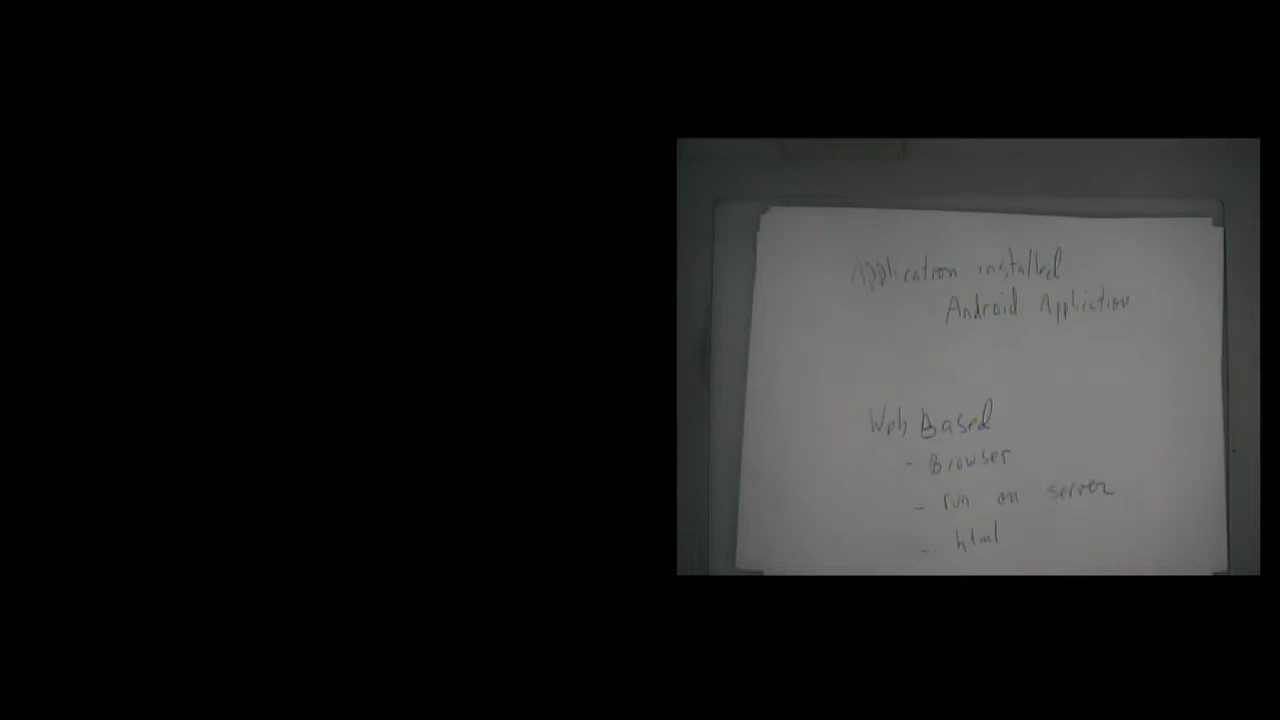 Application installed
Android Application
Web Based
- Browser
- run on server
- html